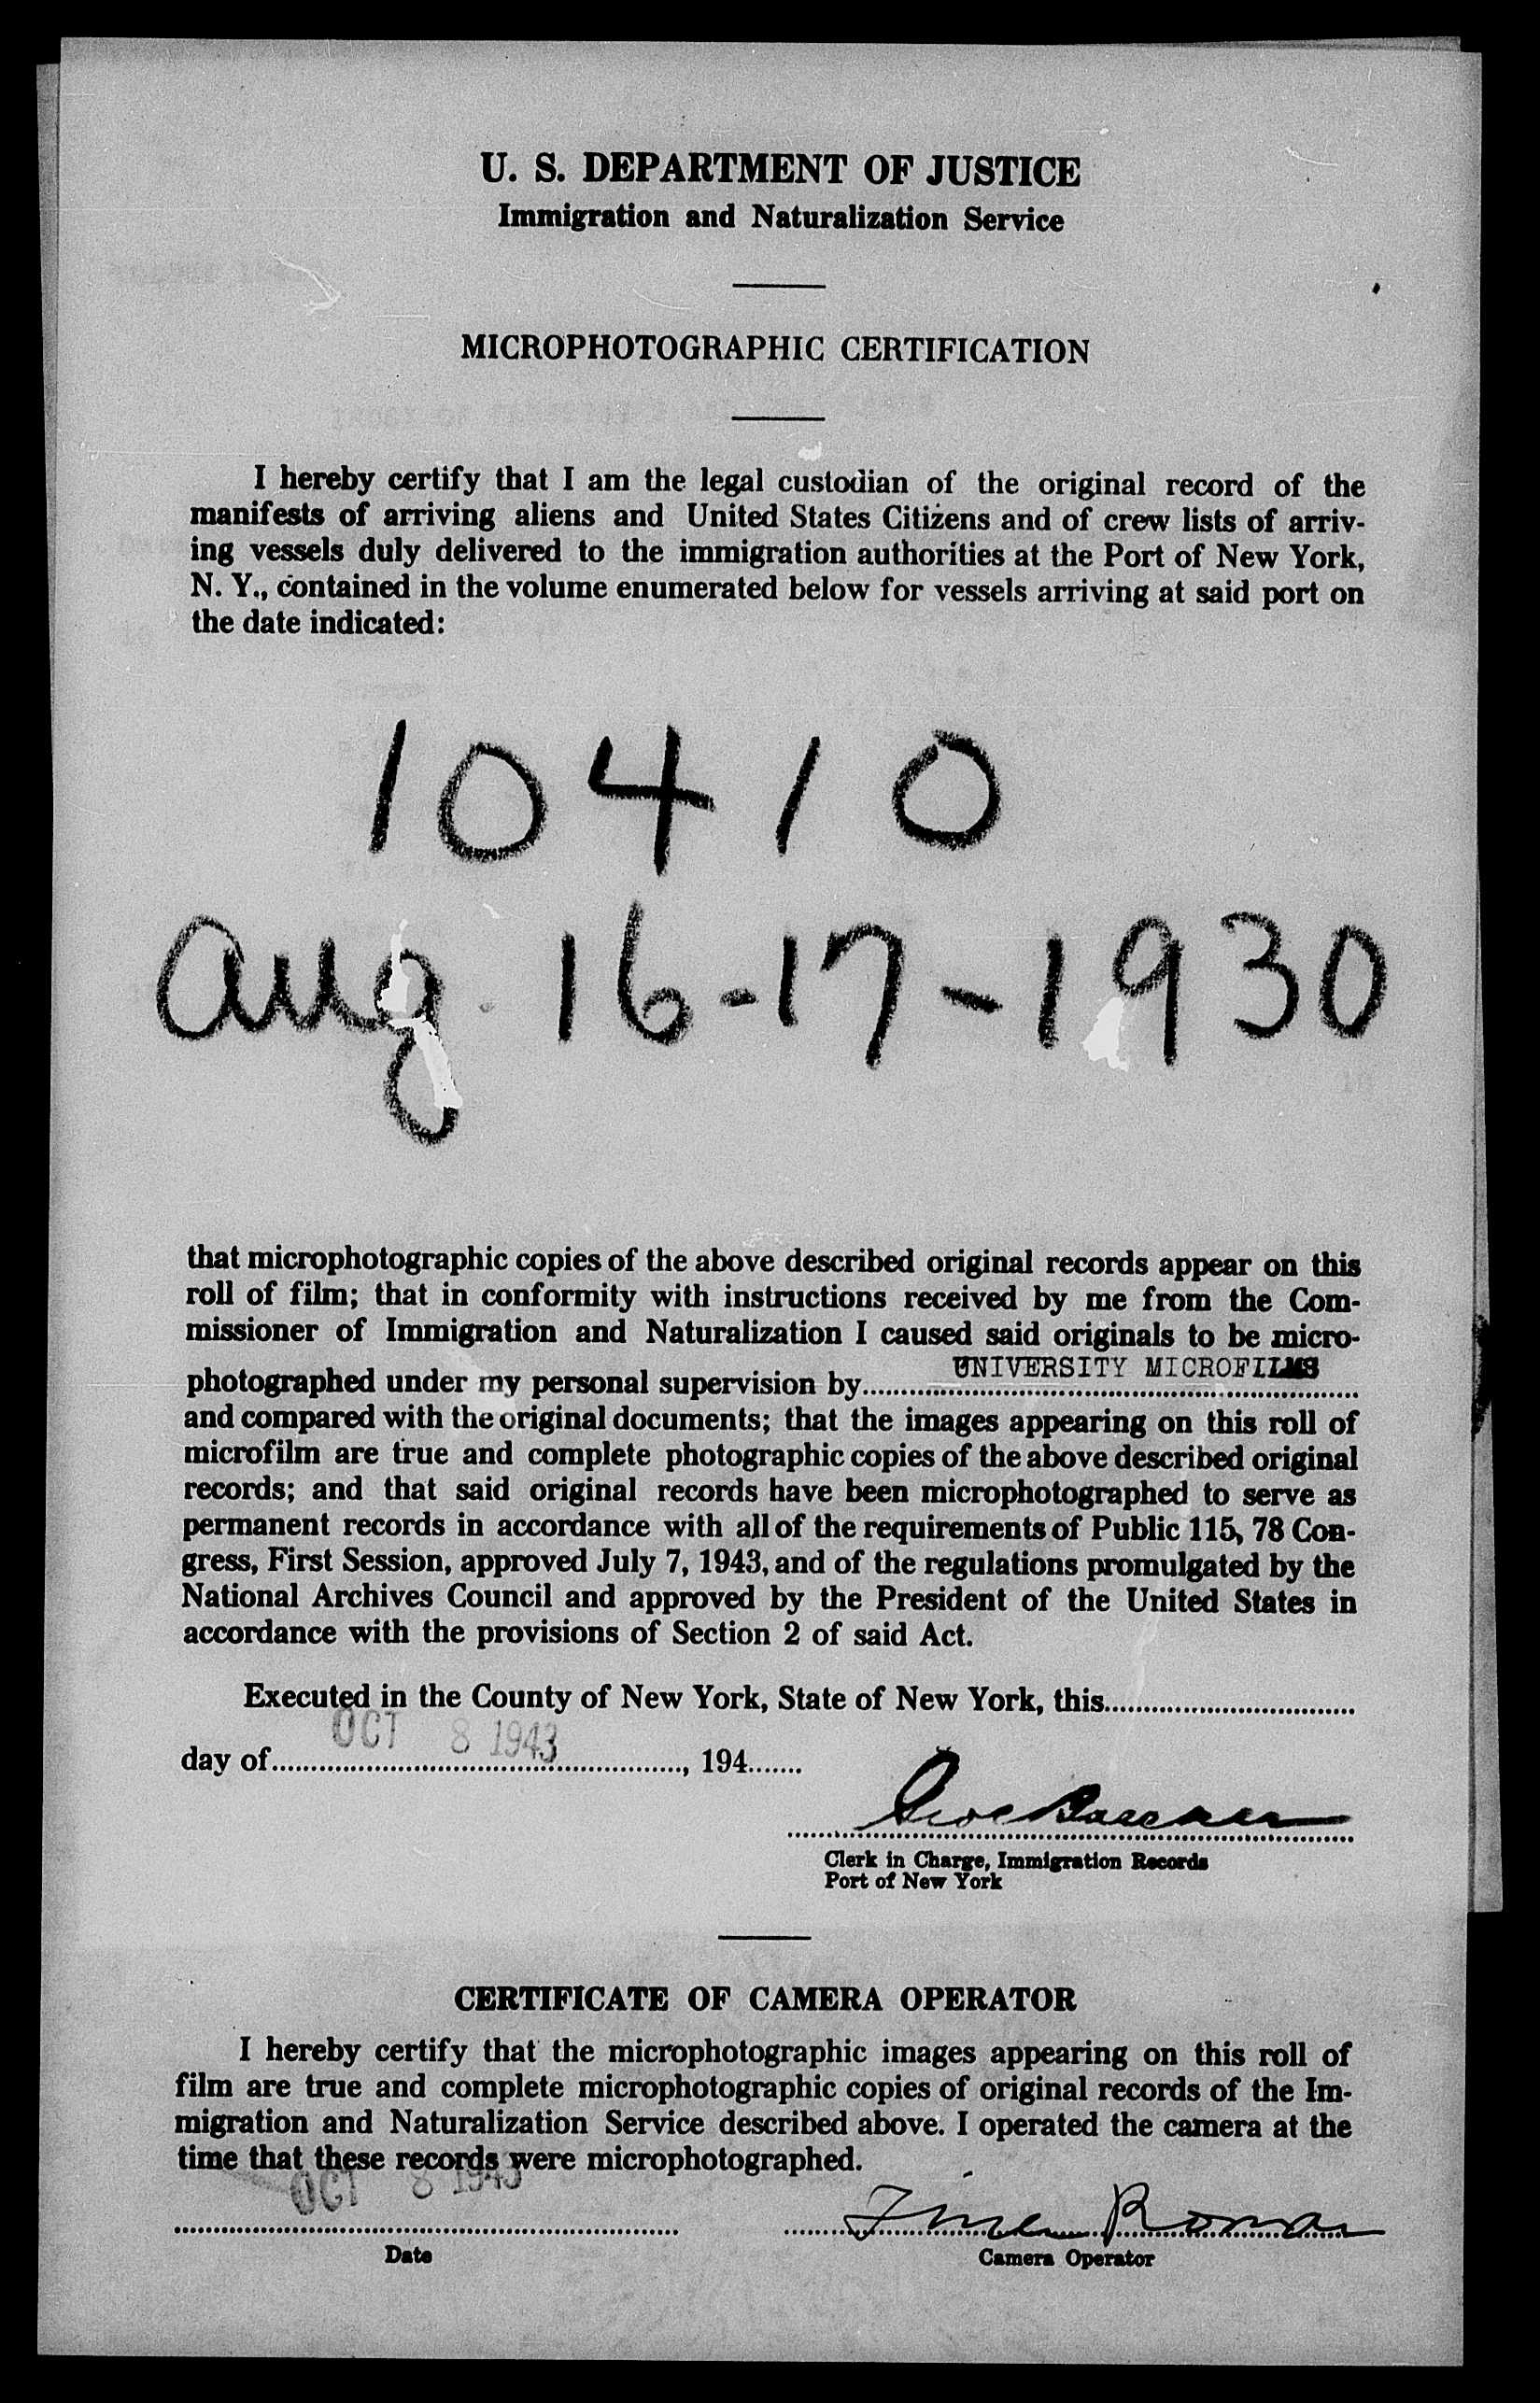 U. S. DEPARTMENT OF JUSTICE
Immigration and Naturalization Service
MICROPHOTOGRAPHIC CERTIFICATION
I hereby certify that I am the legal custodian of the original record of the
manifests of arriving aliens and United States Citizens and of crew lists of arriv-
ing vessels duly delivered to the immigration authorities at the Port of New York,
N. Y., contained in the volume enumerated below for vessels arriving at said port on
the date indicated:
10410
Aug 16-17-1930
that microphotographic copies of the above described original records appear on this
roll of film; that in conformity with instructions received by me from the Com-
missioner of Immigration and Naturalization I caused said originals to be micro-
photographed under my personal supervision by UNIVERSITY MICROFILMS
and compared with the original documents; that the images appearing on this roll of
microfilm are true and complete photographic copies of the above described original
records; and that said original records have been microphotographed to serve as
permanent records in accordance with all of the requirements of Public 115, 78 Con-
gress, First Session, approved July 7, 1943, and of the regulations promulgated by the
National Archives Council and approved by the President of the United States in
accordance with the provisions of Section 2 of said Act.
Executed in the County of New York, State of New York, this
day of OCT 8 1943, 194
Clerk in Charge, Immigration Records
Port of New York
CERTIFICATE OF CAMERA OPERATOR
I hereby certify that the microphotographic images appearing on this roll of
film are true and complete microphotographic copies of original records of the Im-
migration and Naturalization Service described above. I operated the camera at the
time that these records were microphotographed.
OCT 8 1943
Date
Camera Operator